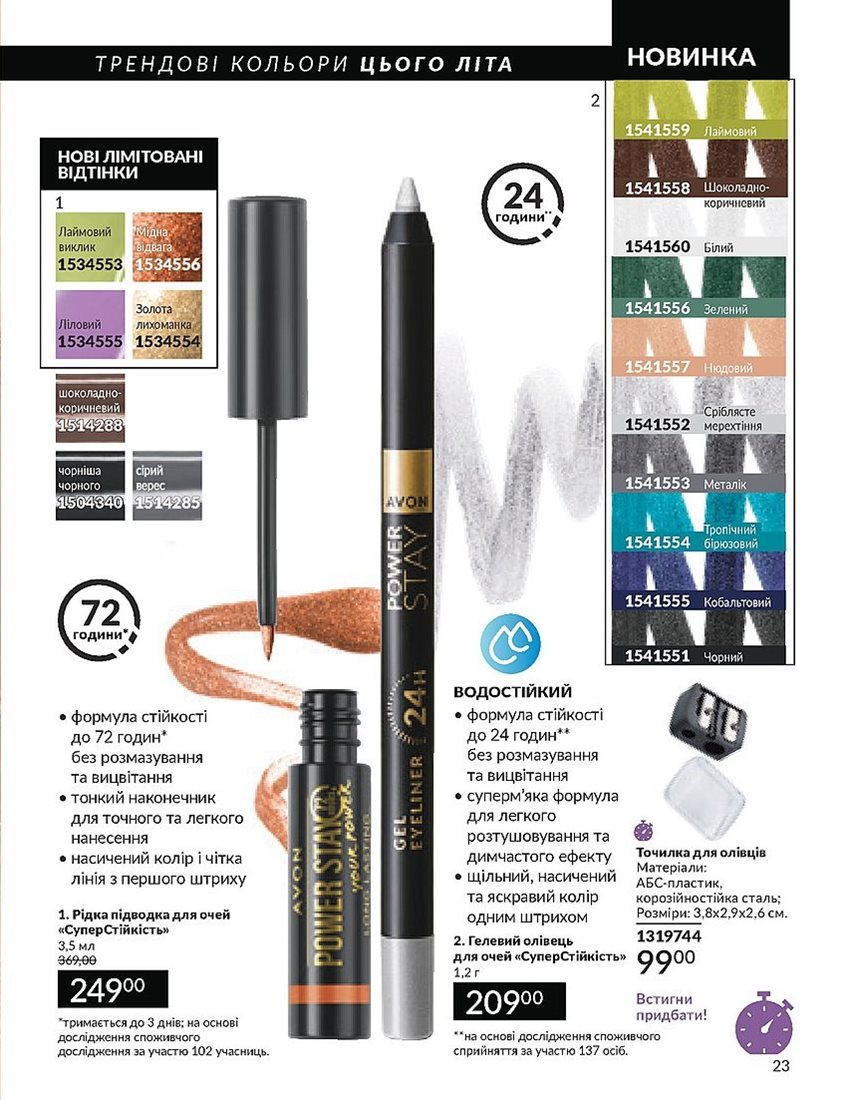 ТРЕНДОВІ КОЛЬОРИ ЦЬОГО ЛІТА
НОВИНКА
НОВІ ЛІМІТОВАНІ
ВІДТІНКИ
1
Лаймовий
виклик
1534553
Мідна
відвага
1534556
Ліловий
1534555
Золота
лихоманка
1534554
шоколадно-
коричневий
1514288
чорніша
чорного
1504340
сірий
верес
1514285
24
години**
2
1541559 Лаймовий
1541558 Шоколадно-
коричневий
1541560 Білий
1541556 Зелений
1541557 Нюдовий
1541552 Сріблясте
мерехтіння
1541553 Металік
1541554 Тропічний
бірюзовий
1541555 Кобальтовий
1541551 Чорний
72
години*
• формула стійкості
до 72 годин*
без розмазування
та вицвітання
• тонкий наконечник
для точного та легкого
нанесення
• насичений колір і чітка
лінія з першого штриху
1. Рідка підводка для очей
«СуперСтійкість»
3,5 мл
369,00
24900
*тримається до 3 днів; на основі
дослідження споживчого
дослідження за участю 102 учасниць.
AVON
POWER STAY
YOUR POWER
LONG LASTING
AVON
POWER
STAY
24H
GEL
EYELINER
ВОДОСТІЙКИЙ
• формула стійкості
до 24 годин**
без розмазування
та вицвітання
• суперм’яка формула
для легкого
розтушовування та
димчастого ефекту
• щільний, насичений
та яскравий колір
одним штрихом
2. Гелевий олівець
для очей «СуперСтійкість»
1,2 г
20900
**на основі дослідження споживчого
сприйняття за участю 137 осіб.
Точилка для олівців
Матеріали:
АБС-пластик,
корозійностійка сталь;
Розміри: 3,8х2,9х2,6 см.
1319744
9900
Встигни
придбати!
23